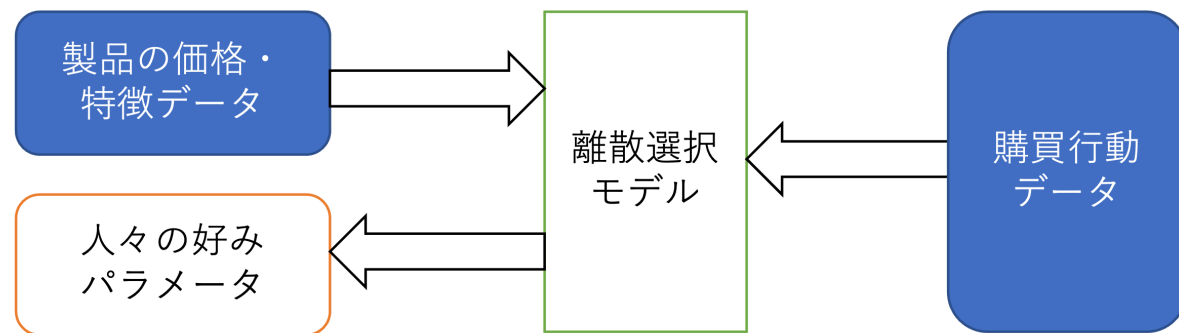 製品の価格・
特徴データ
人々の好み
パラメータ
離散選択
モデル
購買行動
データ